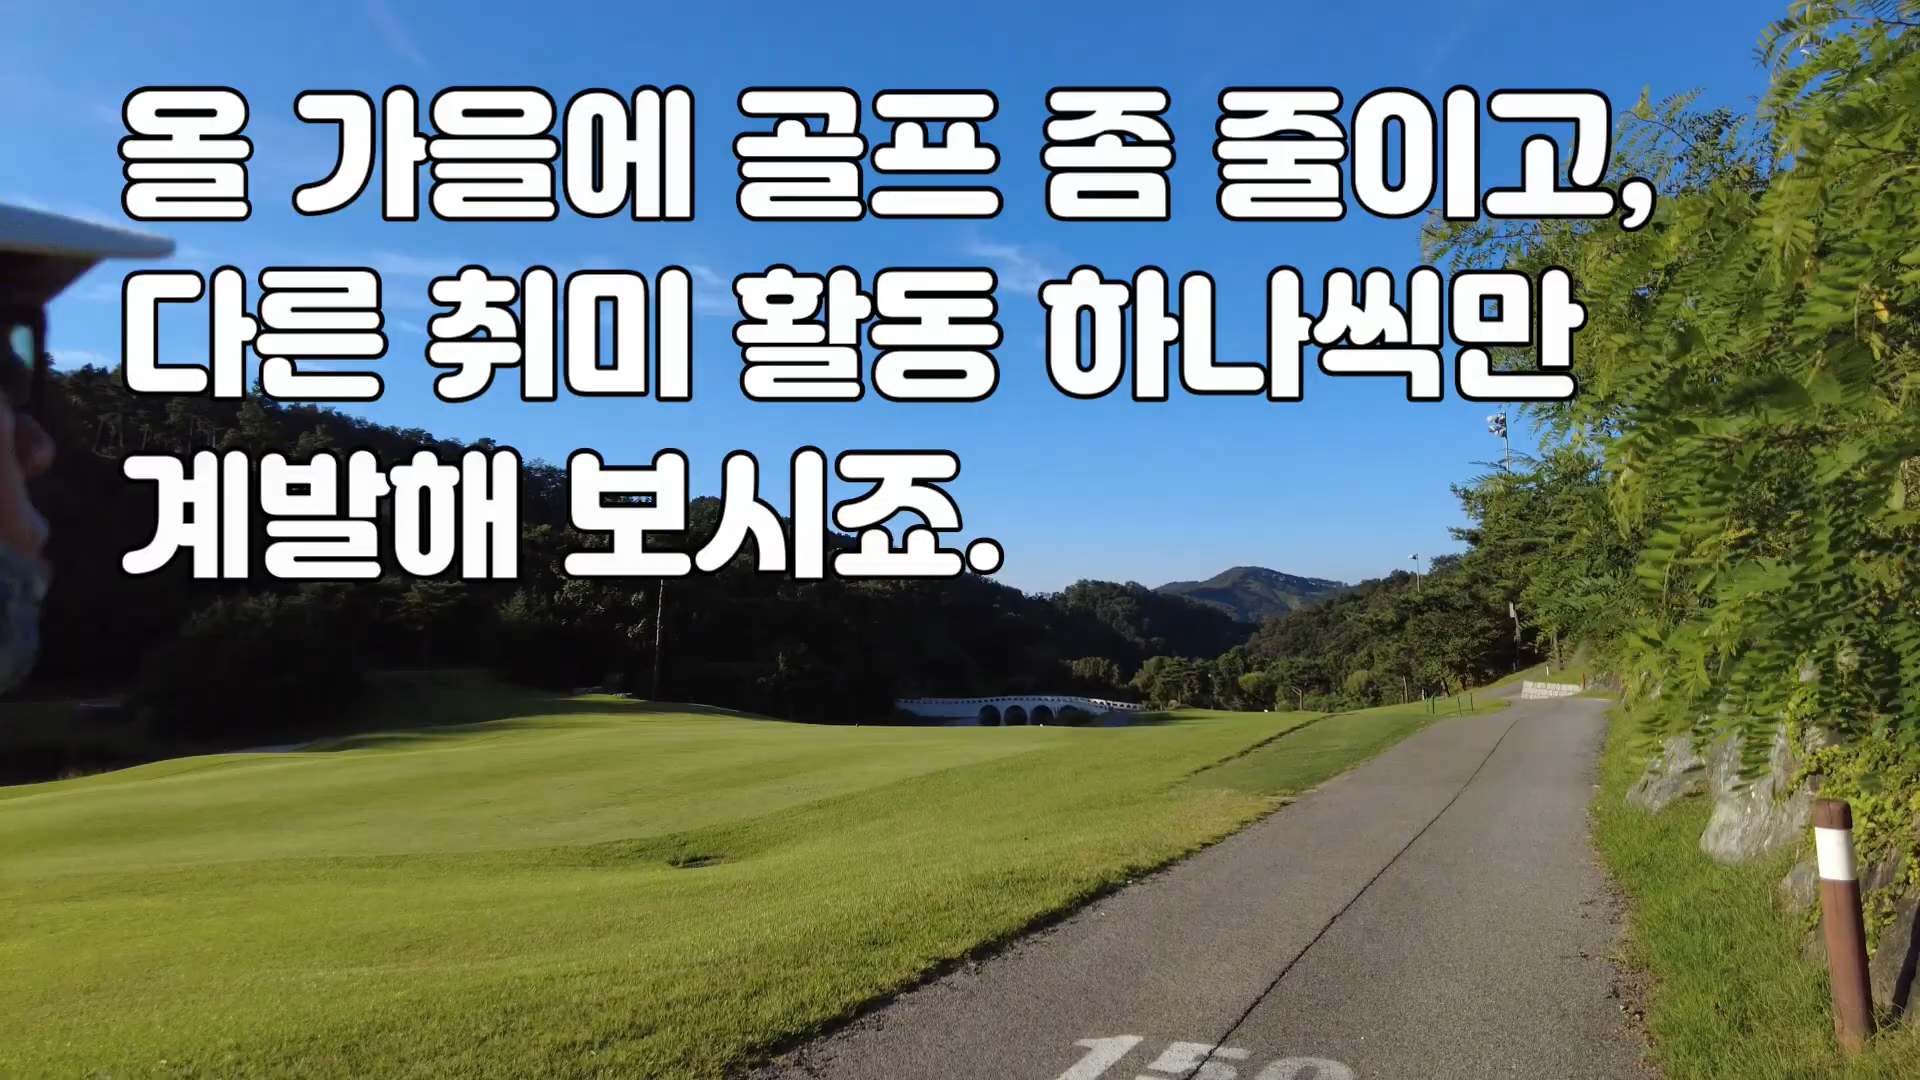 올 가을에 골프 좀 줄이고,
다른 취미 활동 하나씩만
계발해 보시죠.
150